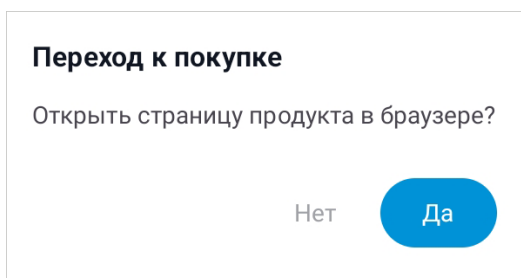 Переход к покупке
Открыть страницу продукта в браузере?
Нет
Да